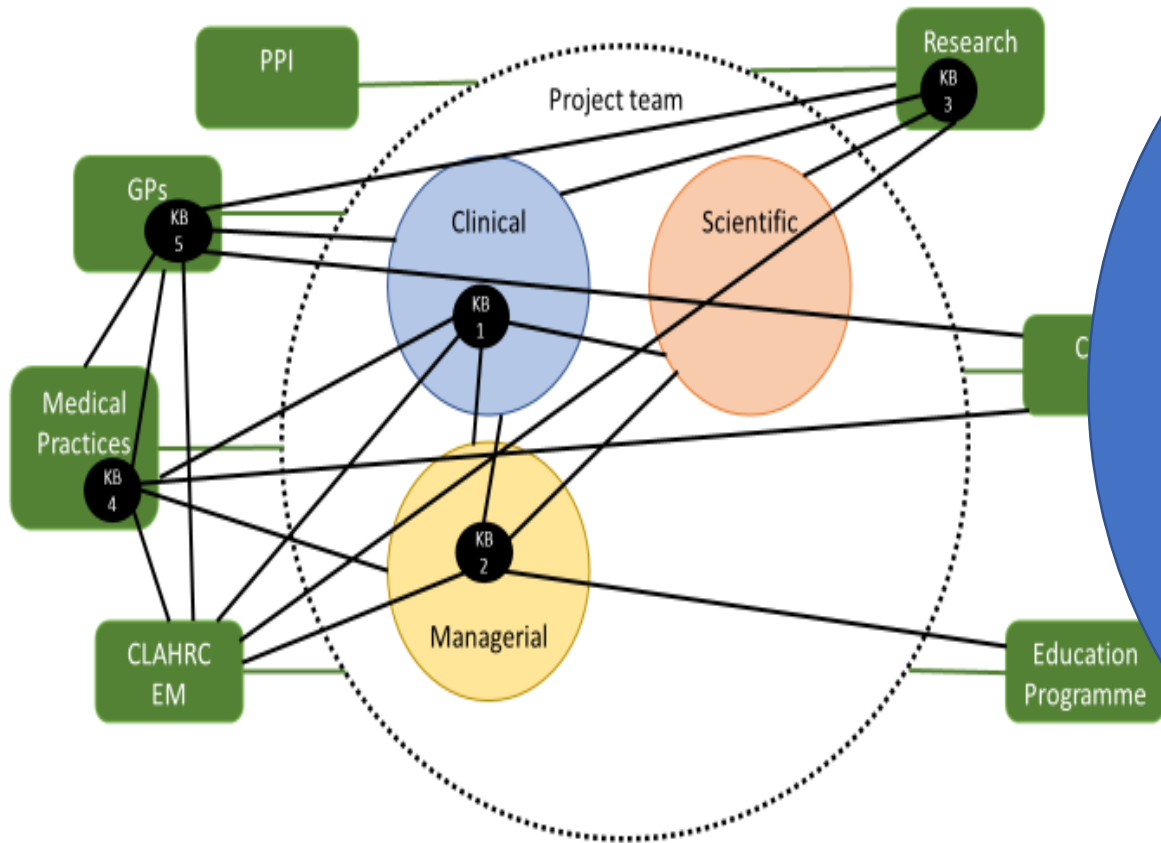 PPI
Research
KB
3
Project team
GPs
KB
5
Clinical
Scientific
KB
1
Medical
Practices
KB
4
KB
2
Managerial
CLAHRC
EM
Education
Programme